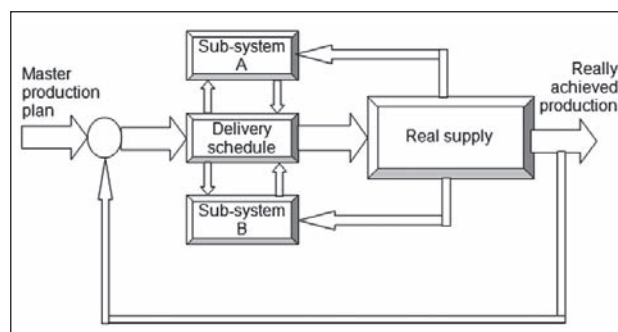 Sub-system
A
Master
production
plan
Really
achieved
production
Delivery
schedule
Real supply
Sub-system
B